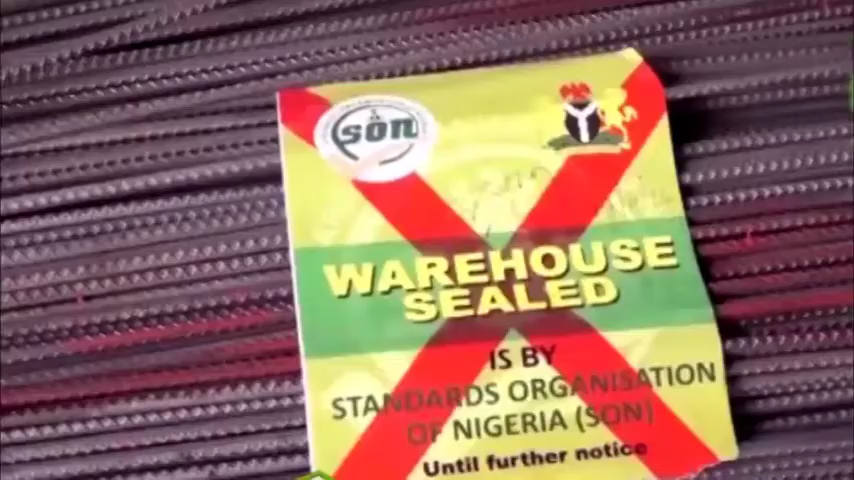 son
WAREHOUSE
SEALED
IS BY
STANDARDS ORGANISATION
OF NIGERIA (SON)
Until further notice